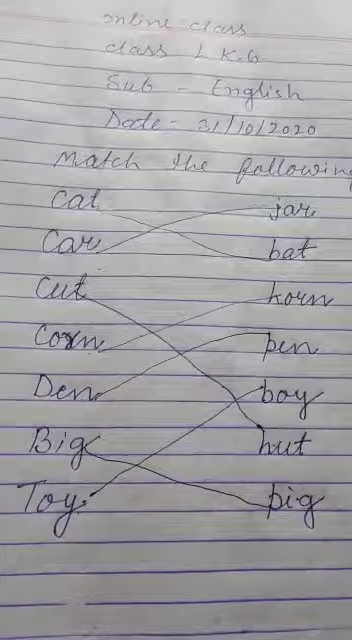 online class
class L K.G
Sub - English
Date - 31/10/2020
Match the following
Cat jar
Car bat
Cut horn
Corn pen
Den boy
Big hut
Toy pig